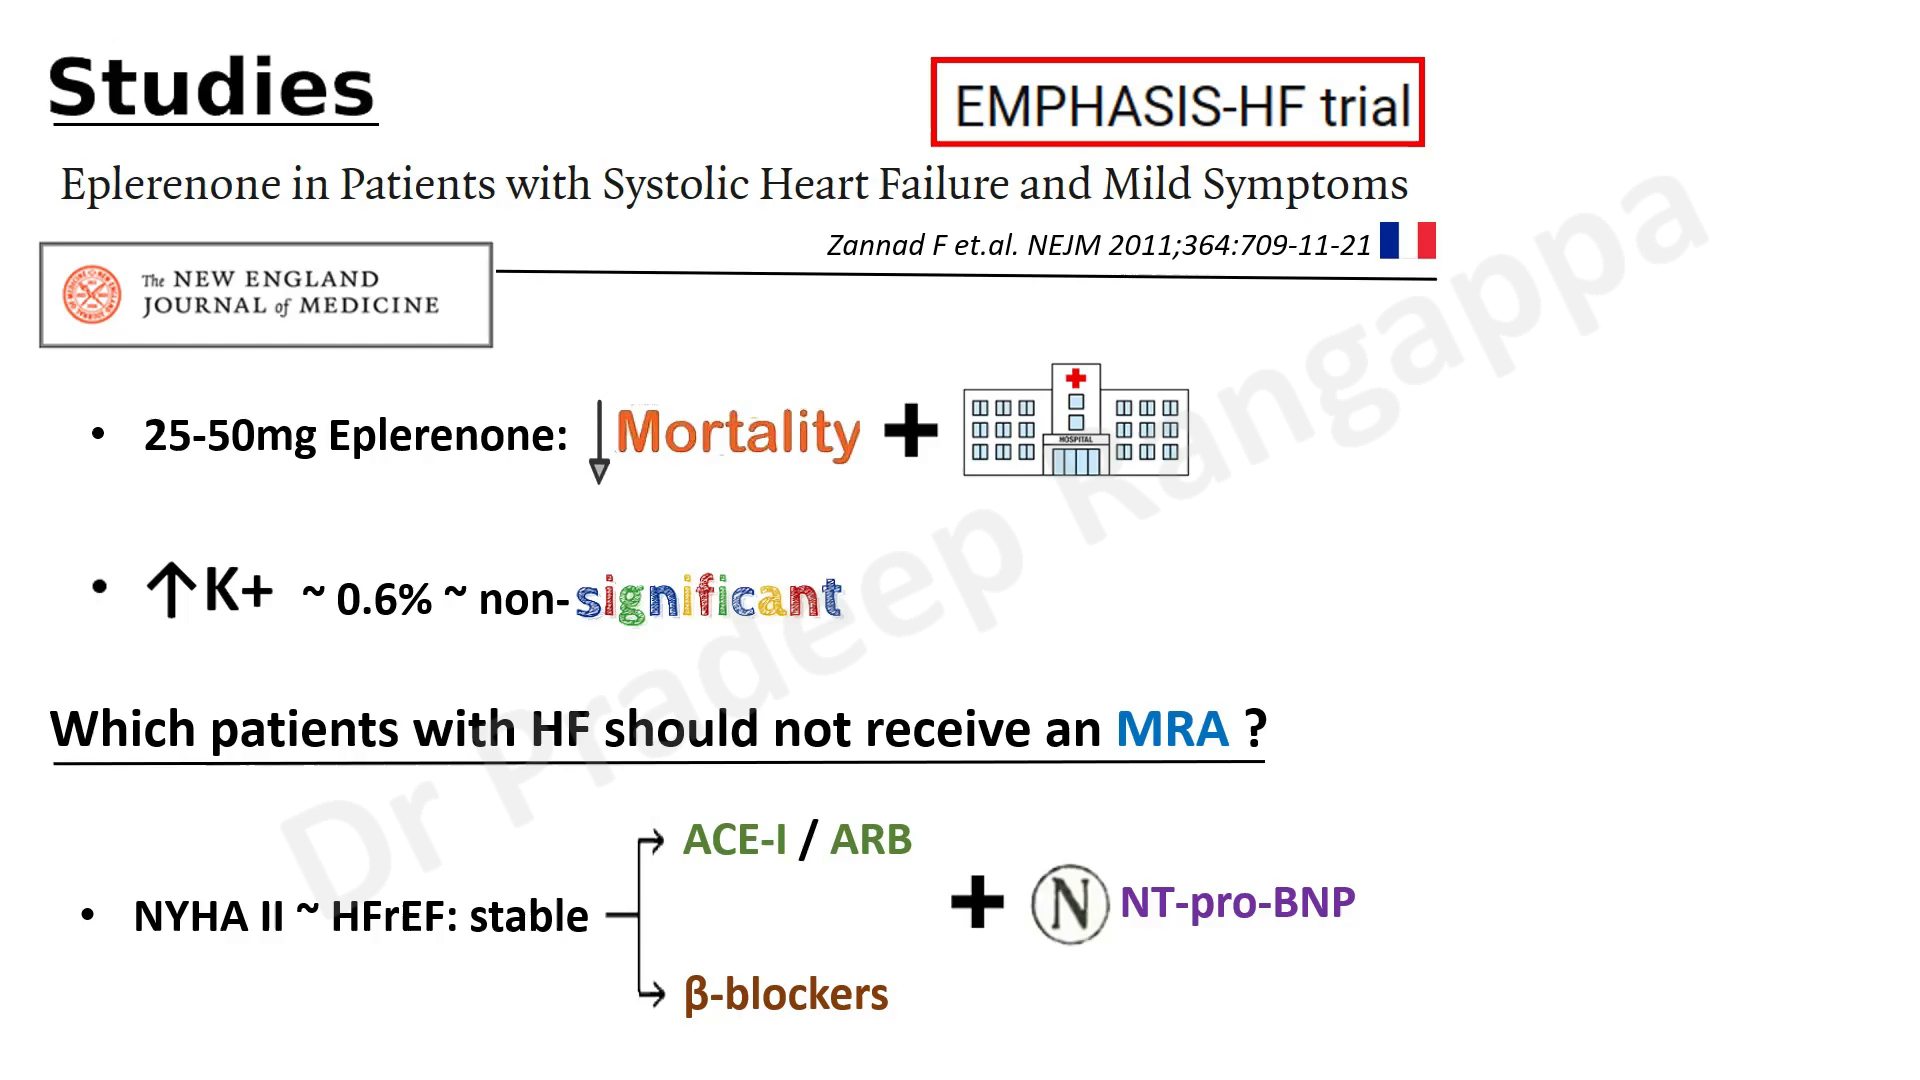 Studies
EMPHASIS-HF trial
Eplerenone in Patients with Systolic Heart Failure and Mild Symptoms
Zannad F et.al. NEJM 2011;364:709-11-21
The NEW ENGLAND
JOURNAL of MEDICINE
• 25-50mg Eplerenone: ↓ Mortality + HOSPITAL
• ↑K+ ~ 0.6% ~ non-significant
Which patients with HF should not receive an MRA ?
ACE-I / ARB
• NYHA II ~ HFrEF: stable + N NT-pro-BNP
β-blockers
Dr Pradeep Rangappa